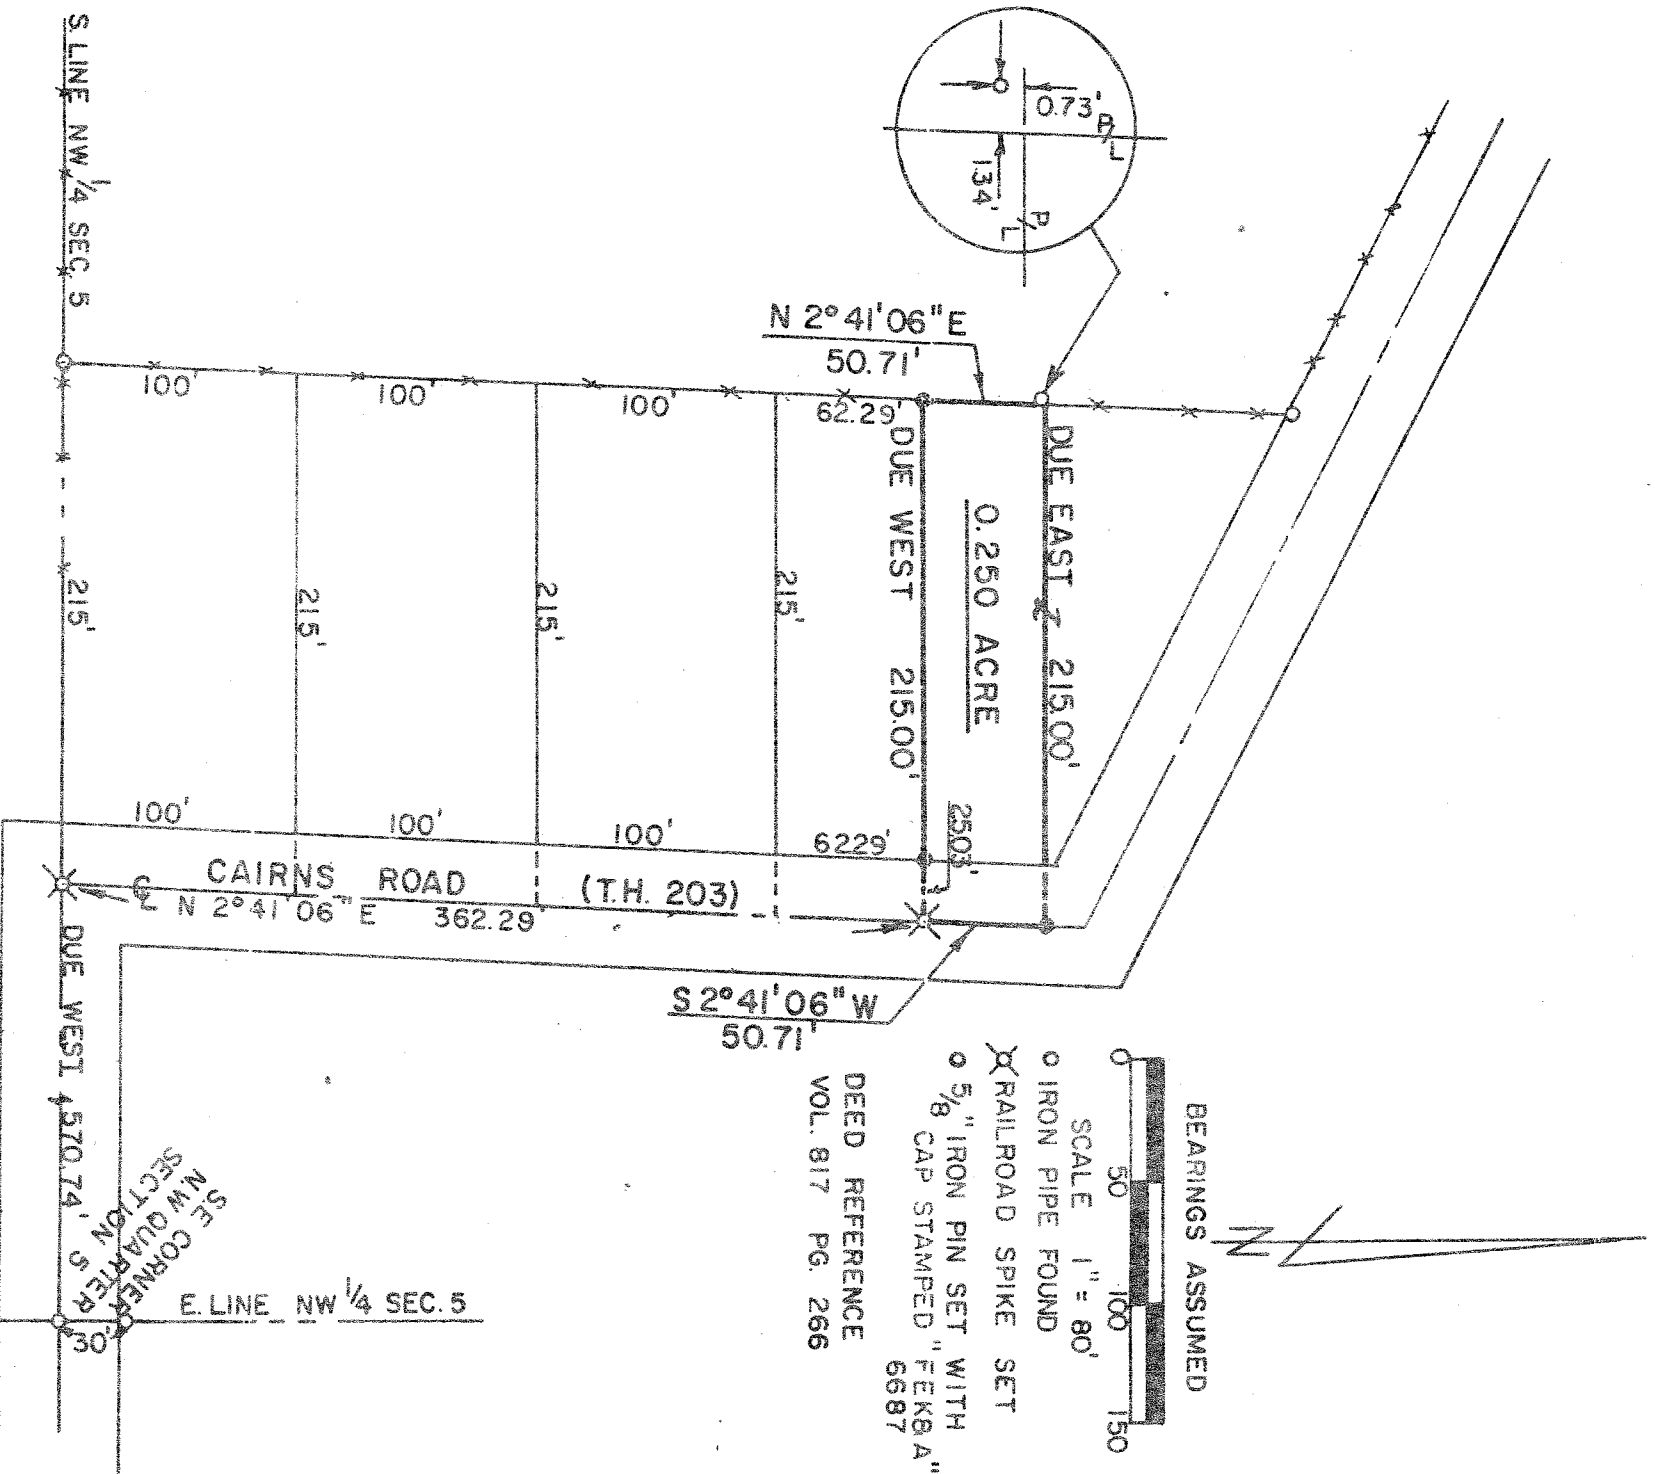 S. LINE NW 1/4 SEC. 5
0.73'
P/L
1.34'
P/L
N 2°41'06"E
50.71'
100'
100'
100'
62.29'
DUE WEST 215.00'
0.250 ACRE
DUE EAST 215.00'
215'
215'
215'
215'
100'
100'
100'
62.29'
25.03'
CAIRNS ROAD (T.H. 203)
℄ N 2°41'06"E 362.29'
S 2°41'06"W
50.71'
DUE WEST 1,570.74'
S.E. CORNER
N.W. QUARTER
SECTION 5
30'
E. LINE NW 1/4 SEC. 5
BEARINGS ASSUMED
N
0 50 100 150
SCALE 1" = 80'
IRON PIPE FOUND
RAILROAD SPIKE SET
5/8" IRON PIN SET WITH
CAP STAMPED "FEK&A"
6687
DEED REFERENCE
VOL. 817 PG. 266